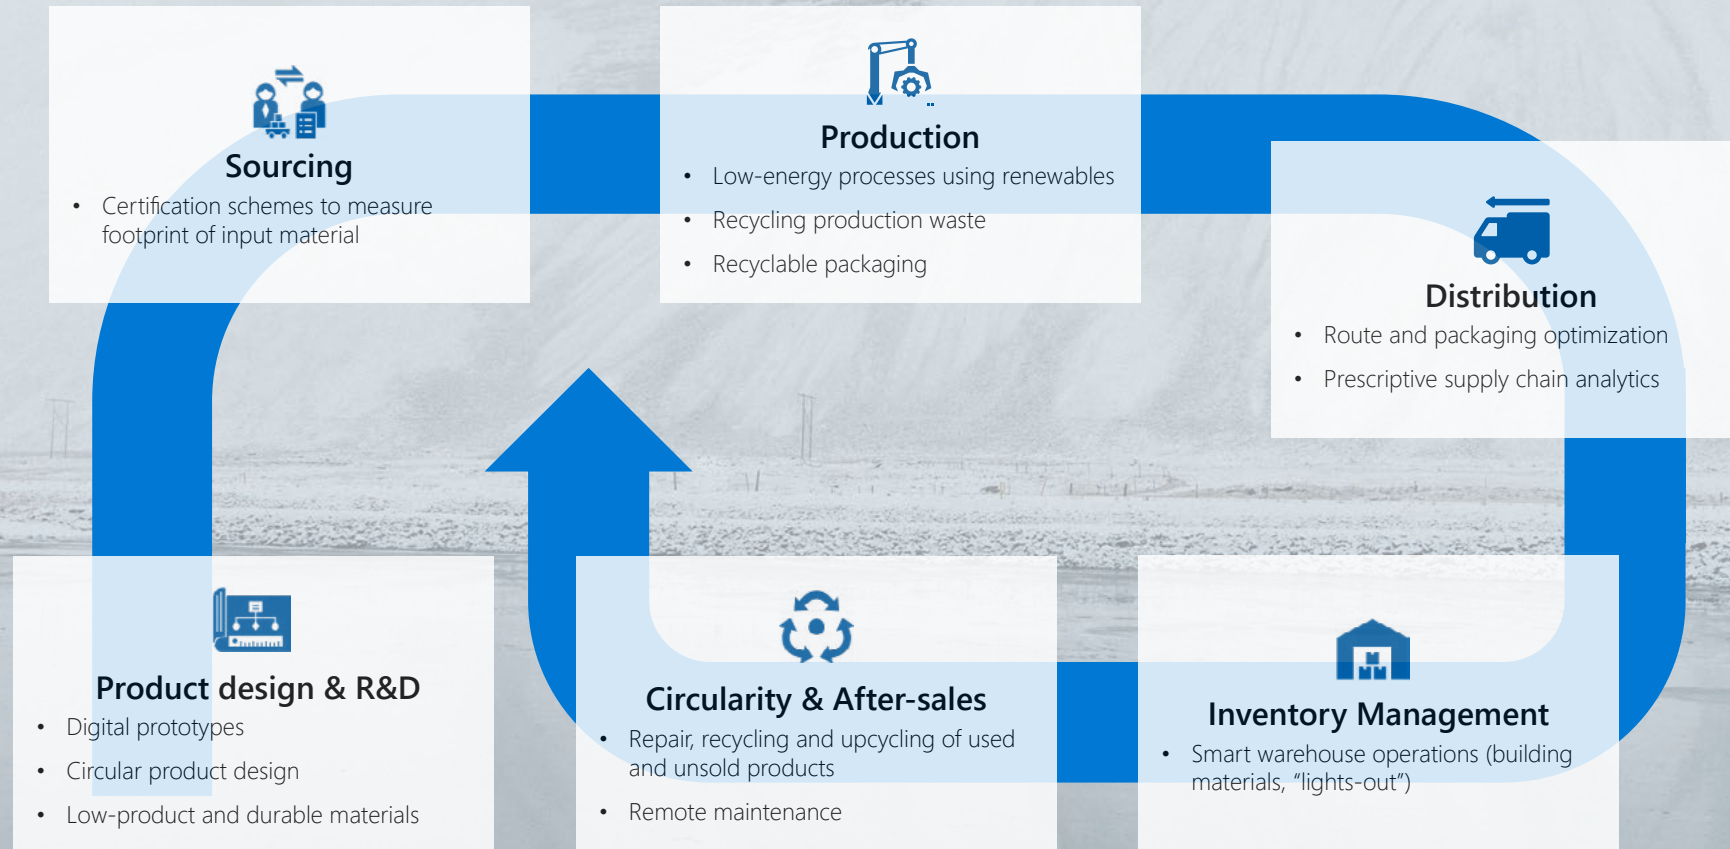 Sourcing
• Certification schemes to measure
footprint of input material
Production
• Low-energy processes using renewables
• Recycling production waste
• Recyclable packaging
Distribution
• Route and packaging optimization
• Prescriptive supply chain analytics
Product design & R&D
• Digital prototypes
• Circular product design
• Low-product and durable materials
Circularity & After-sales
• Repair, recycling and upcycling of used
and unsold products
• Remote maintenance
Inventory Management
• Smart warehouse operations (building
materials, “lights-out”)